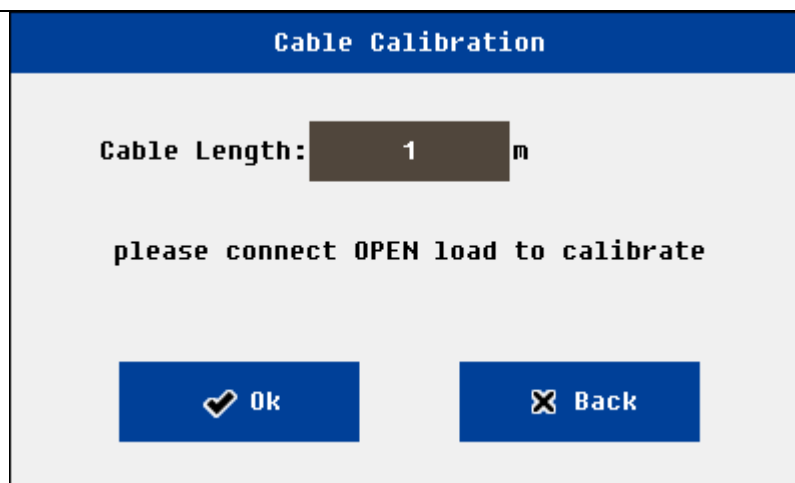 Cable Calibration
Cable Length: 1 m
please connect OPEN load to calibrate
Ok Back